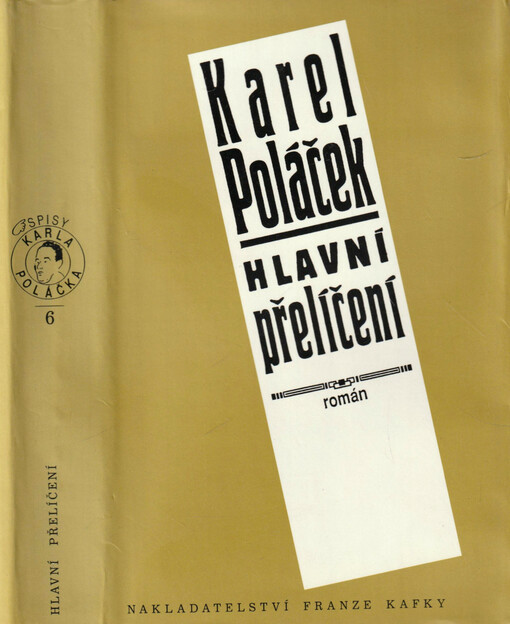 Karel
Poláček
HLAVNÍ
přelíčení
román
NAKLADATELSTVÍ FRANZE KAFKY
SPISY
KARLA
POLÁČKA
6
HLAVNÍ PŘELÍČENÍ